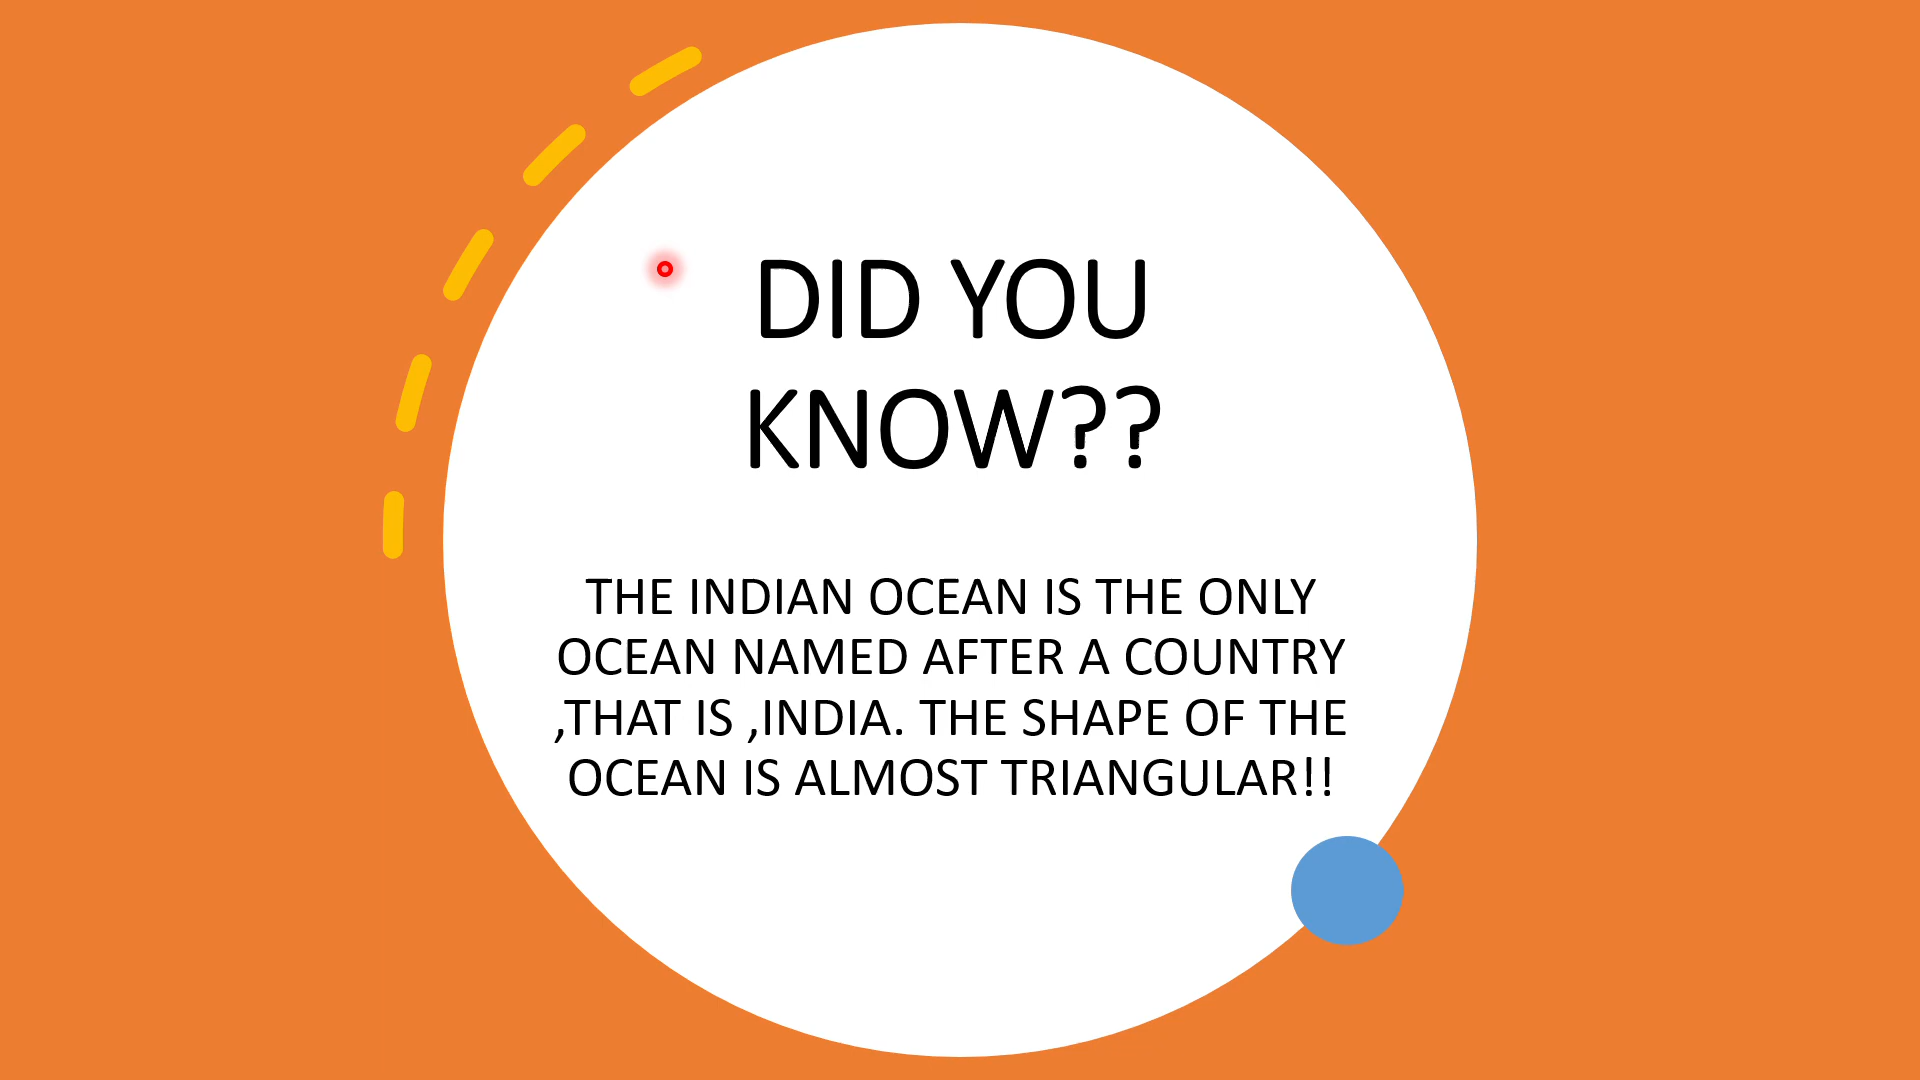 DID YOU
KNOW??
THE INDIAN OCEAN IS THE ONLY
OCEAN NAMED AFTER A COUNTRY
,THAT IS ,INDIA. THE SHAPE OF THE
OCEAN IS ALMOST TRIANGULAR!!